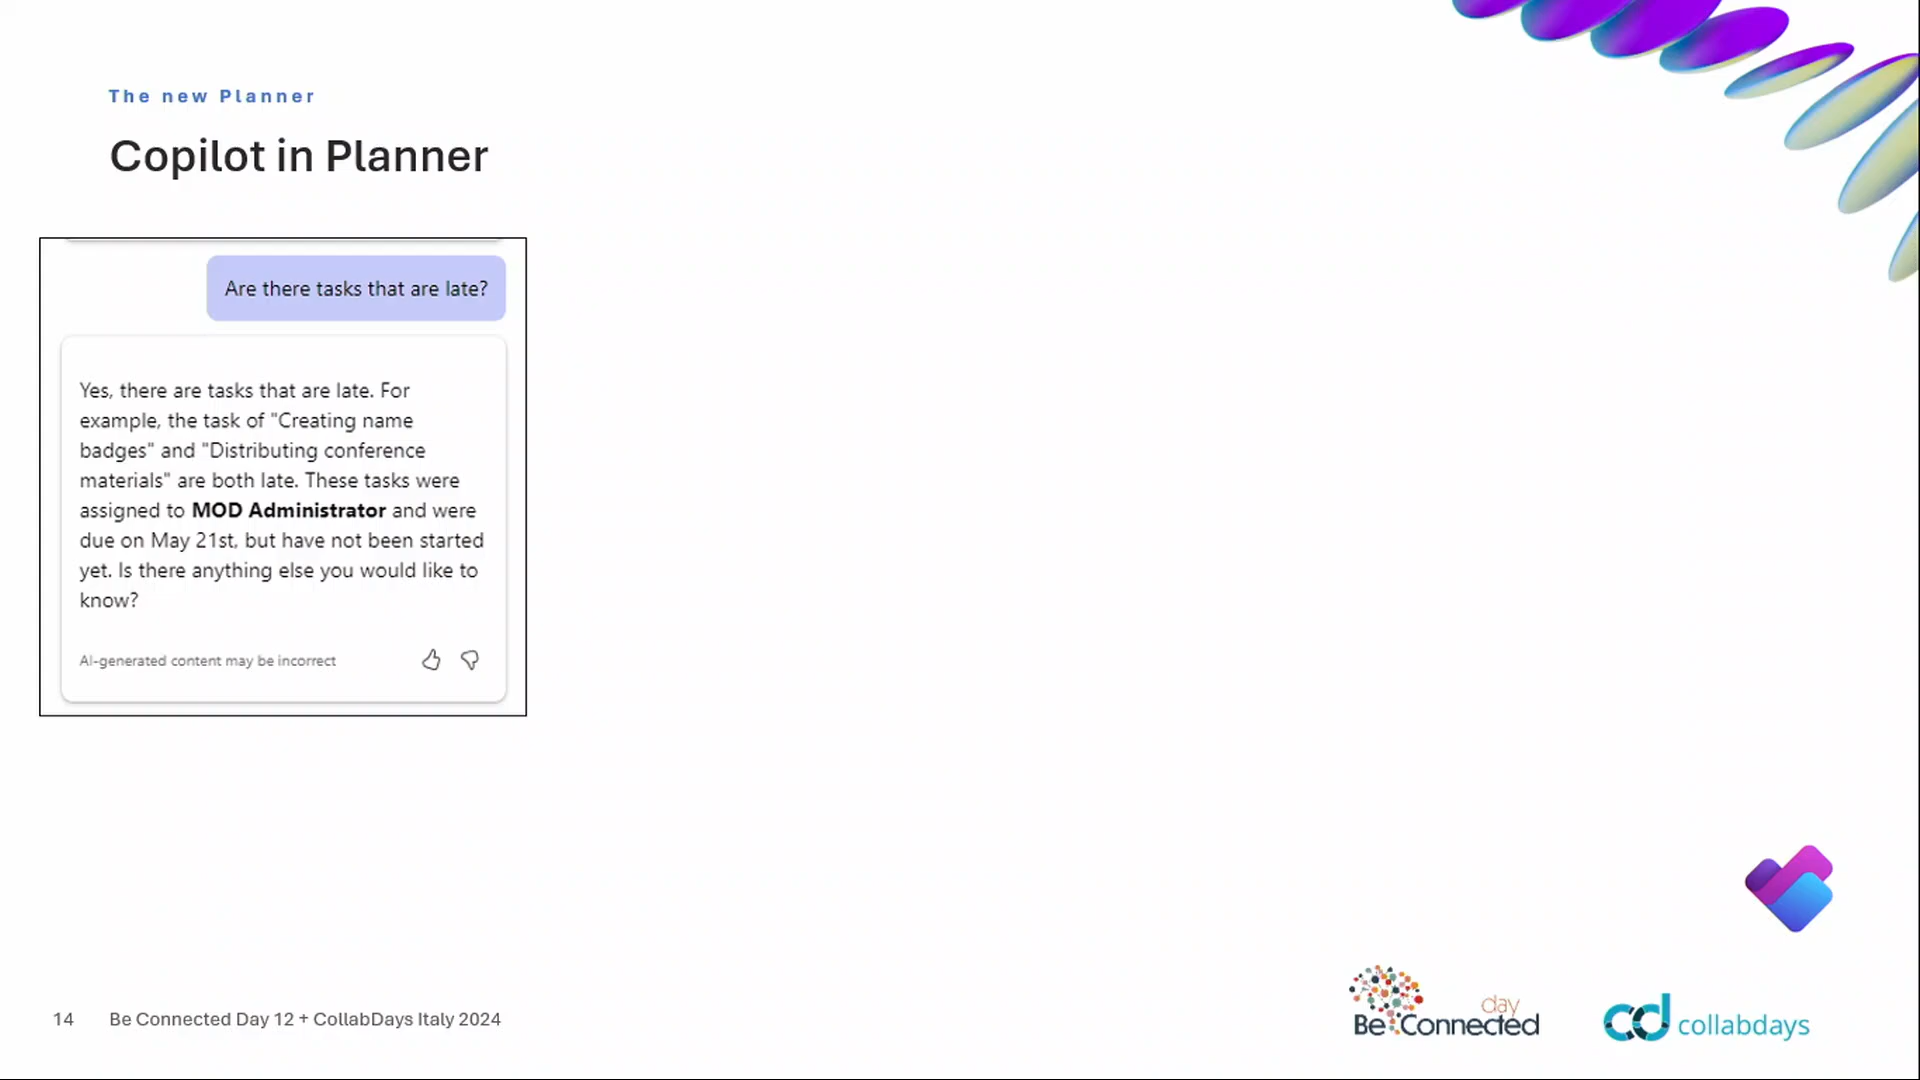 The new Planner
Copilot in Planner
Are there tasks that are late?
Yes, there are tasks that are late. For
example, the task of "Creating name
badges" and "Distributing conference
materials" are both late. These tasks were
assigned to MOD Administrator and were
due on May 21st, but have not been started
yet. Is there anything else you would like to
know?
AI-generated content may be incorrect
14 Be Connected Day 12 + CollabDays Italy 2024
day
Be Connected
cd collabdays